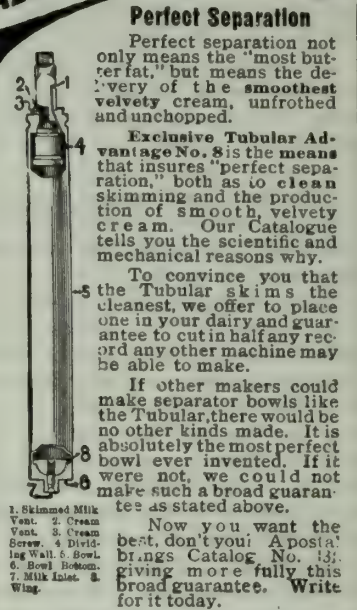 Perfect Separation
Perfect separation not
only means the "most but-
ter fat," but means the de-
livery of the smoothest
velvety cream, unfrothed
and unchopped.
Exclusive Tubular Ad-
vantage No. 8 is the means
that insures "perfect sepa-
ration," both as to clean
skimming and the produc-
tion of smooth, velvety
cream. Our Catalogue
tells you the scientific and
mechanical reasons why.
To convince you that
the Tubular skims the
cleanest, we offer to place
one in your dairy and guar-
antee to cut in half any rec-
ord any other machine may
be able to make.
If other makers could
make separator bowls like
the Tubular, there would be
no other kinds made. It is
absolutely the most perfect
bowl ever invented. If it
were not, we could not
make such a broad guaran-
tee as stated above.
Now you want the
best, don't you? A postal
brings Catalog No.
giving more fully this
broad guarantee. Write
for it today.
1
2
3
4
5
8
6
1. Skimmed Milk
Vent. 2. Cream
Vent. 3. Cream
Screw. 4 Divid-
ing Wall. 5. Bowl.
6. Bowl Bottom.
7. Milk Inlet. 8.
Wing.